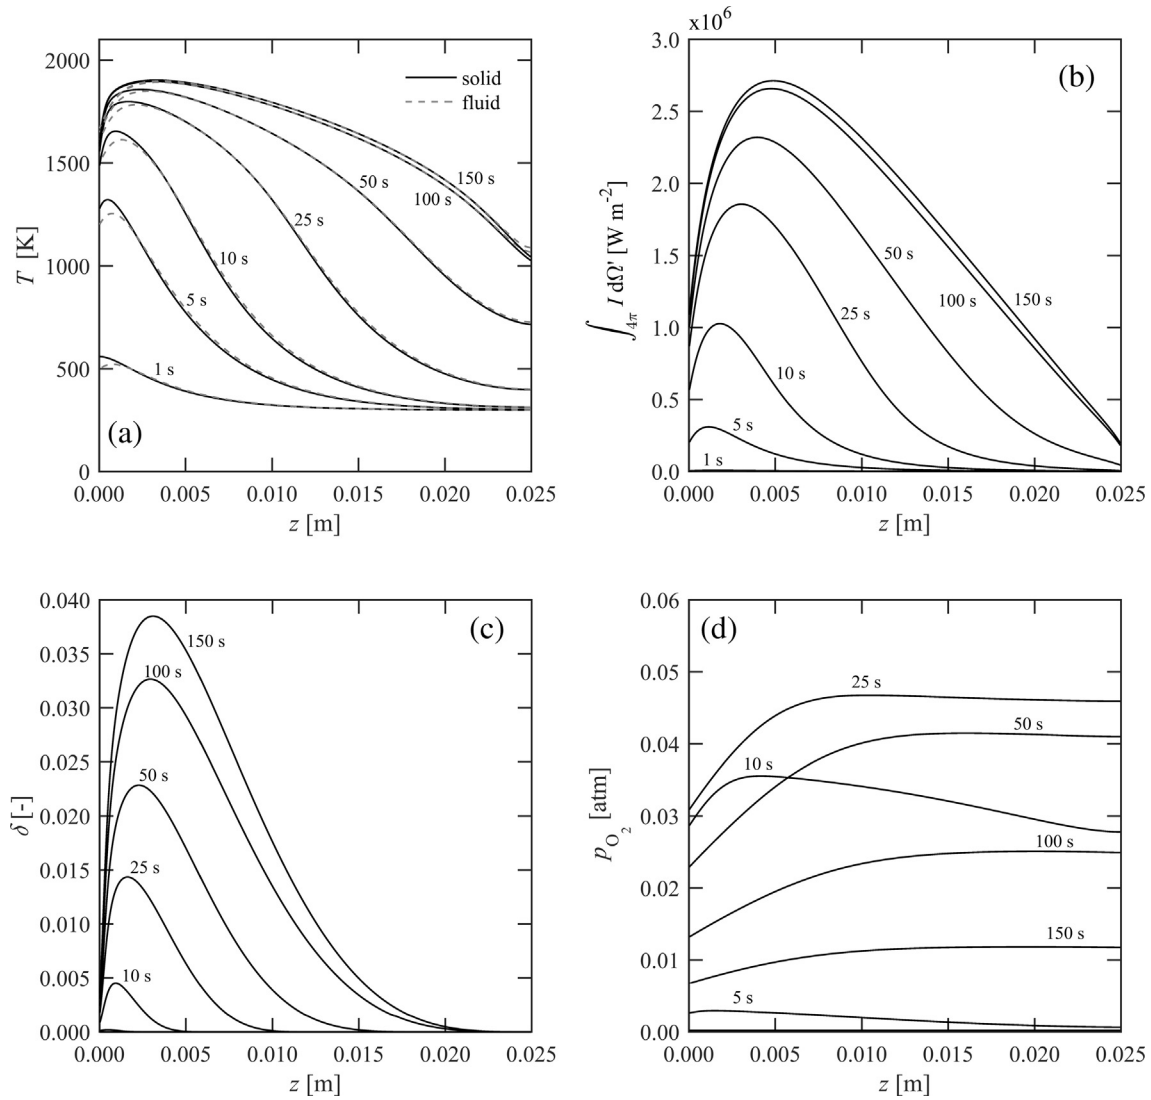 2000
1500
1000
500
0
T [K]
solid
fluid
150 s
100 s
50 s
25 s
10 s
5 s
1 s
(a)
0.000 0.005 0.010 0.015 0.020 0.025
z [m]
x10⁶
3.0
2.5
2.0
1.5
1.0
0.5
0.0
∫4π I dΩ' [W m⁻²]
(b)
150 s
100 s
50 s
25 s
10 s
5 s
1 s
0.000 0.005 0.010 0.015 0.020 0.025
z [m]
0.040
0.035
0.030
0.025
0.020
0.015
0.010
0.005
0.000
δ [-]
(c)
150 s
100 s
50 s
25 s
10 s
0.000 0.005 0.010 0.015 0.020 0.025
z [m]
0.06
0.05
0.04
0.03
0.02
0.01
0.00
pO₂ [atm]
(d)
25 s
50 s
10 s
100 s
150 s
5 s
0.000 0.005 0.010 0.015 0.020 0.025
z [m]